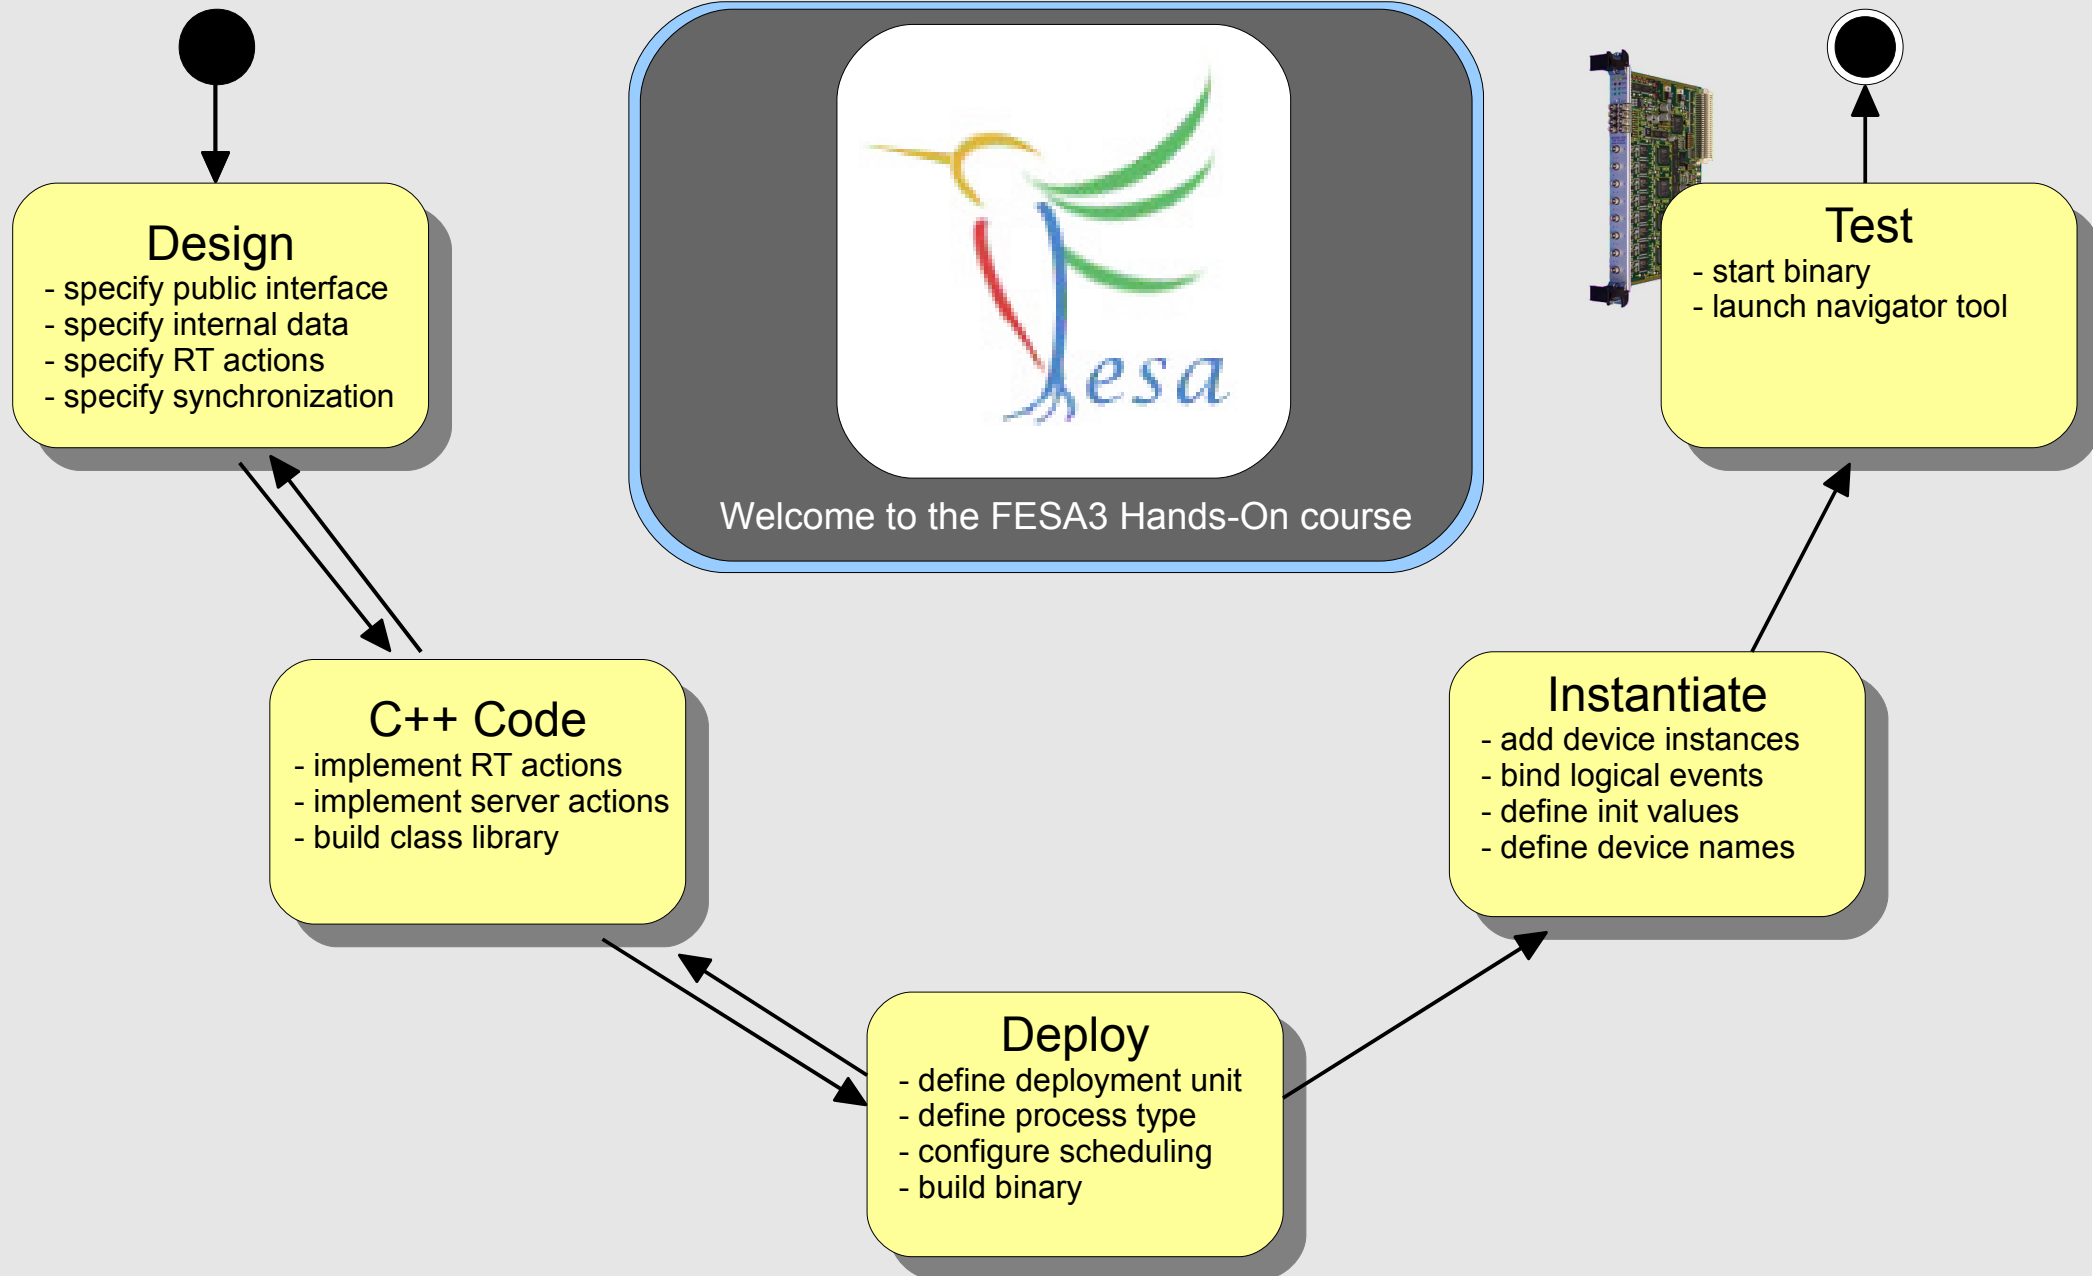 esa
Welcome to the FESA3 Hands-On course
Design
- specify public interface
- specify internal data
- specify RT actions
- specify synchronization
C++ Code
- implement RT actions
- implement server actions
- build class library
Deploy
- define deployment unit
- define process type
- configure scheduling
- build binary
Instantiate
- add device instances
- bind logical events
- define init values
- define device names
Test
- start binary
- launch navigator tool